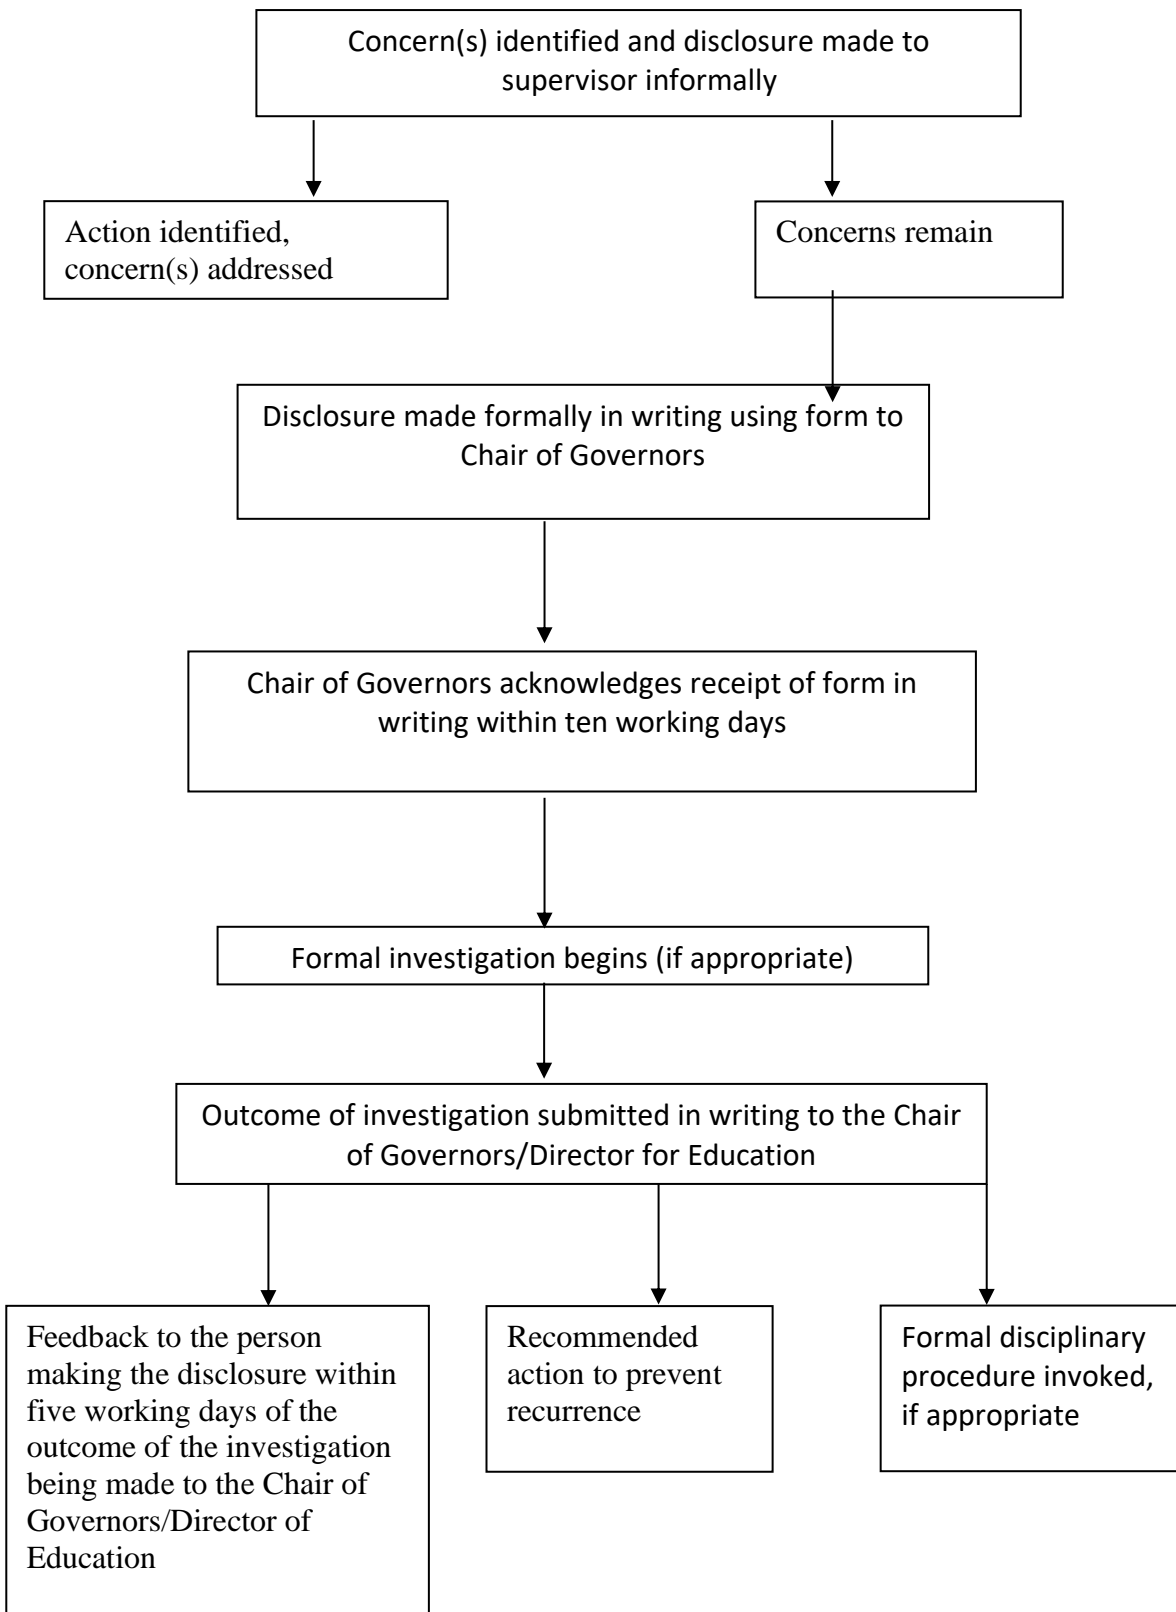 Concern(s) identified and disclosure made to
supervisor informally
Action identified,
concern(s) addressed
Concerns remain
Disclosure made formally in writing using form to
Chair of Governors
Chair of Governors acknowledges receipt of form in
writing within ten working days
Formal investigation begins (if appropriate)
Outcome of investigation submitted in writing to the Chair
of Governors/Director for Education
Feedback to the person
making the disclosure within
five working days of the
outcome of the investigation
being made to the Chair of
Governors/Director of
Education
Recommended
action to prevent
recurrence
Formal disciplinary
procedure invoked,
if appropriate